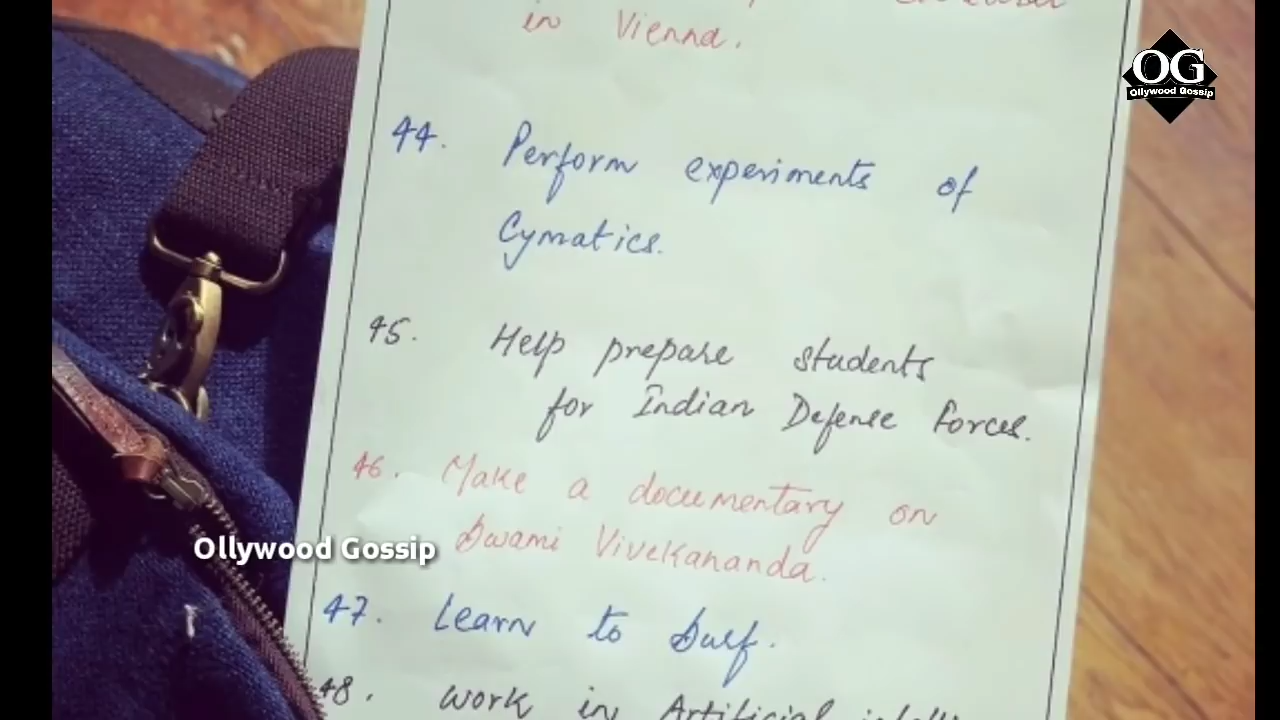 in Vienna.
OG
Ollywood Gossip
44. Perform experiments of
Cymatics.
45. Help prepare students
for Indian Defense forces.
46. Make a documentary on
Swami Vivekananda.
Ollywood Gossip
47. Learn to Surf.
48. Work in Artificial